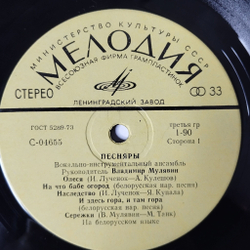 МИНИСТЕРСТВО КУЛЬТУРЫ СССР
МЕЛОДИЯ
ВСЕСОЮЗНАЯ ФИРМА ГРАМПЛАСТИНОК
СТЕРЕО
33
ЛЕНИНГРАДСКИЙ ЗАВОД
ГОСТ 5289-73
третья гр
С-04655
1-90
Сторона 1
ПЕСНЯРЫ
Вокально-инструментальный ансамбль
Руководитель Владимир Мулявин
Олеся (И. Лученок—А. Кулешов)
На что бабе огород (белорусская нар. песня)
Наследство (И. Лученок—Я. Купала)
И здесь гора, и там гора
(белорусская нар. песня)
Сережки (В. Мулявин—М. Танк)
На белорусском языке